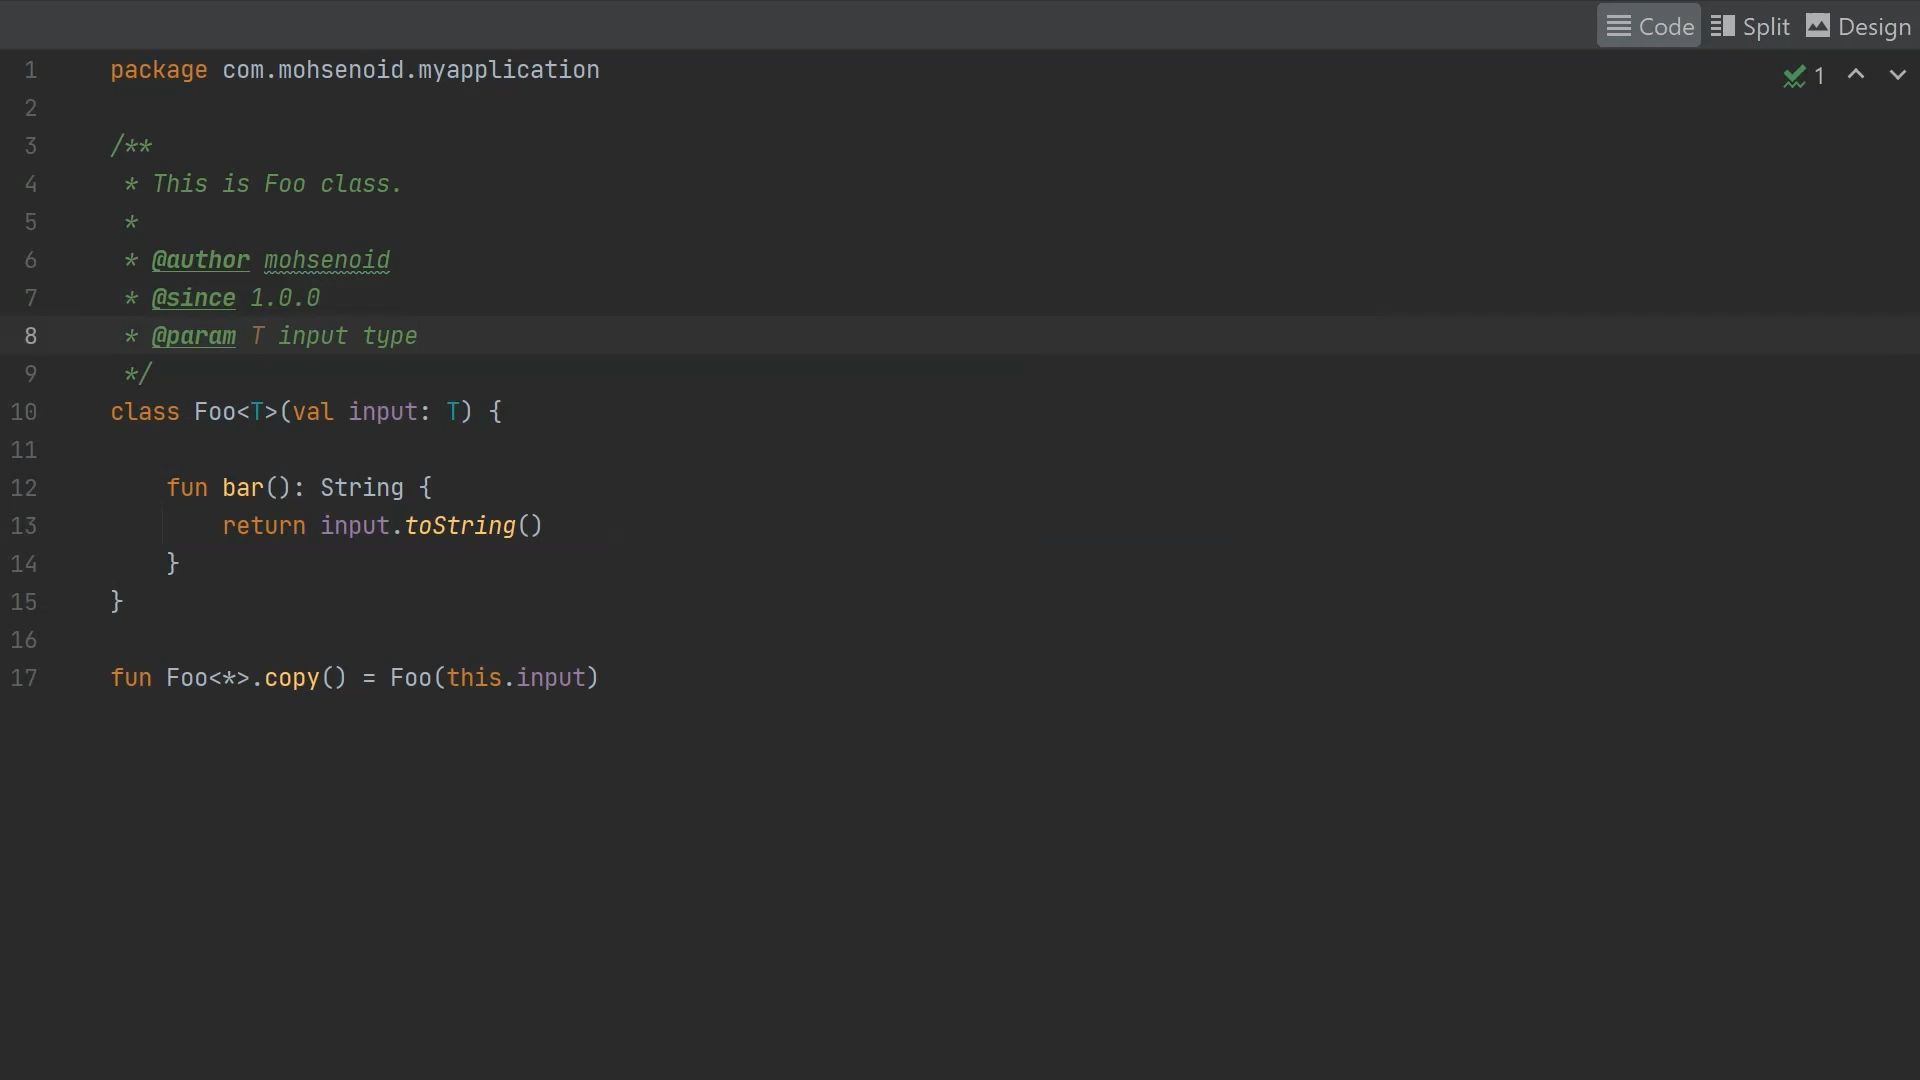 Code Split Design
1 package com.mohsenoid.myapplication
1
2
3 /**
4 * This is Foo class.
5 *
6 * @author mohsenoid
7 * @since 1.0.0
8 * @param T input type
9 */
10 class Foo<T>(val input: T) {
11
12 fun bar(): String {
13 return input.toString()
14 }
15 }
16
17 fun Foo<*>.copy() = Foo(this.input)